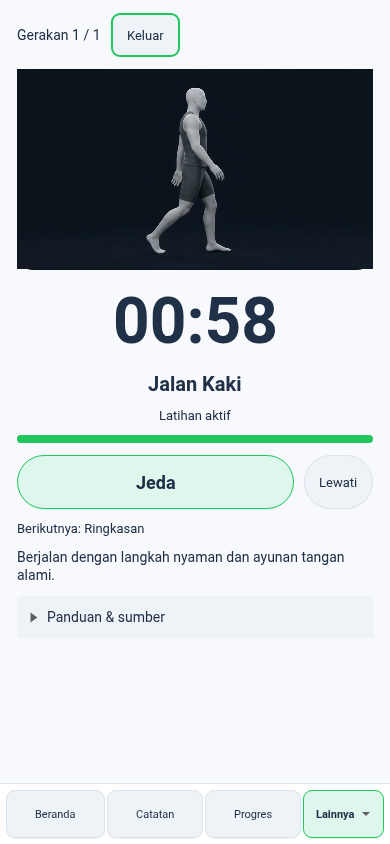 Gerakan 1 / 1
Keluar
00:58
Jalan Kaki
Latihan aktif
Jeda
Lewati
Berikutnya: Ringkasan
Berjalan dengan langkah nyaman dan ayunan tangan
alami.
Panduan & sumber
Beranda
Catatan
Progres
Lainnya